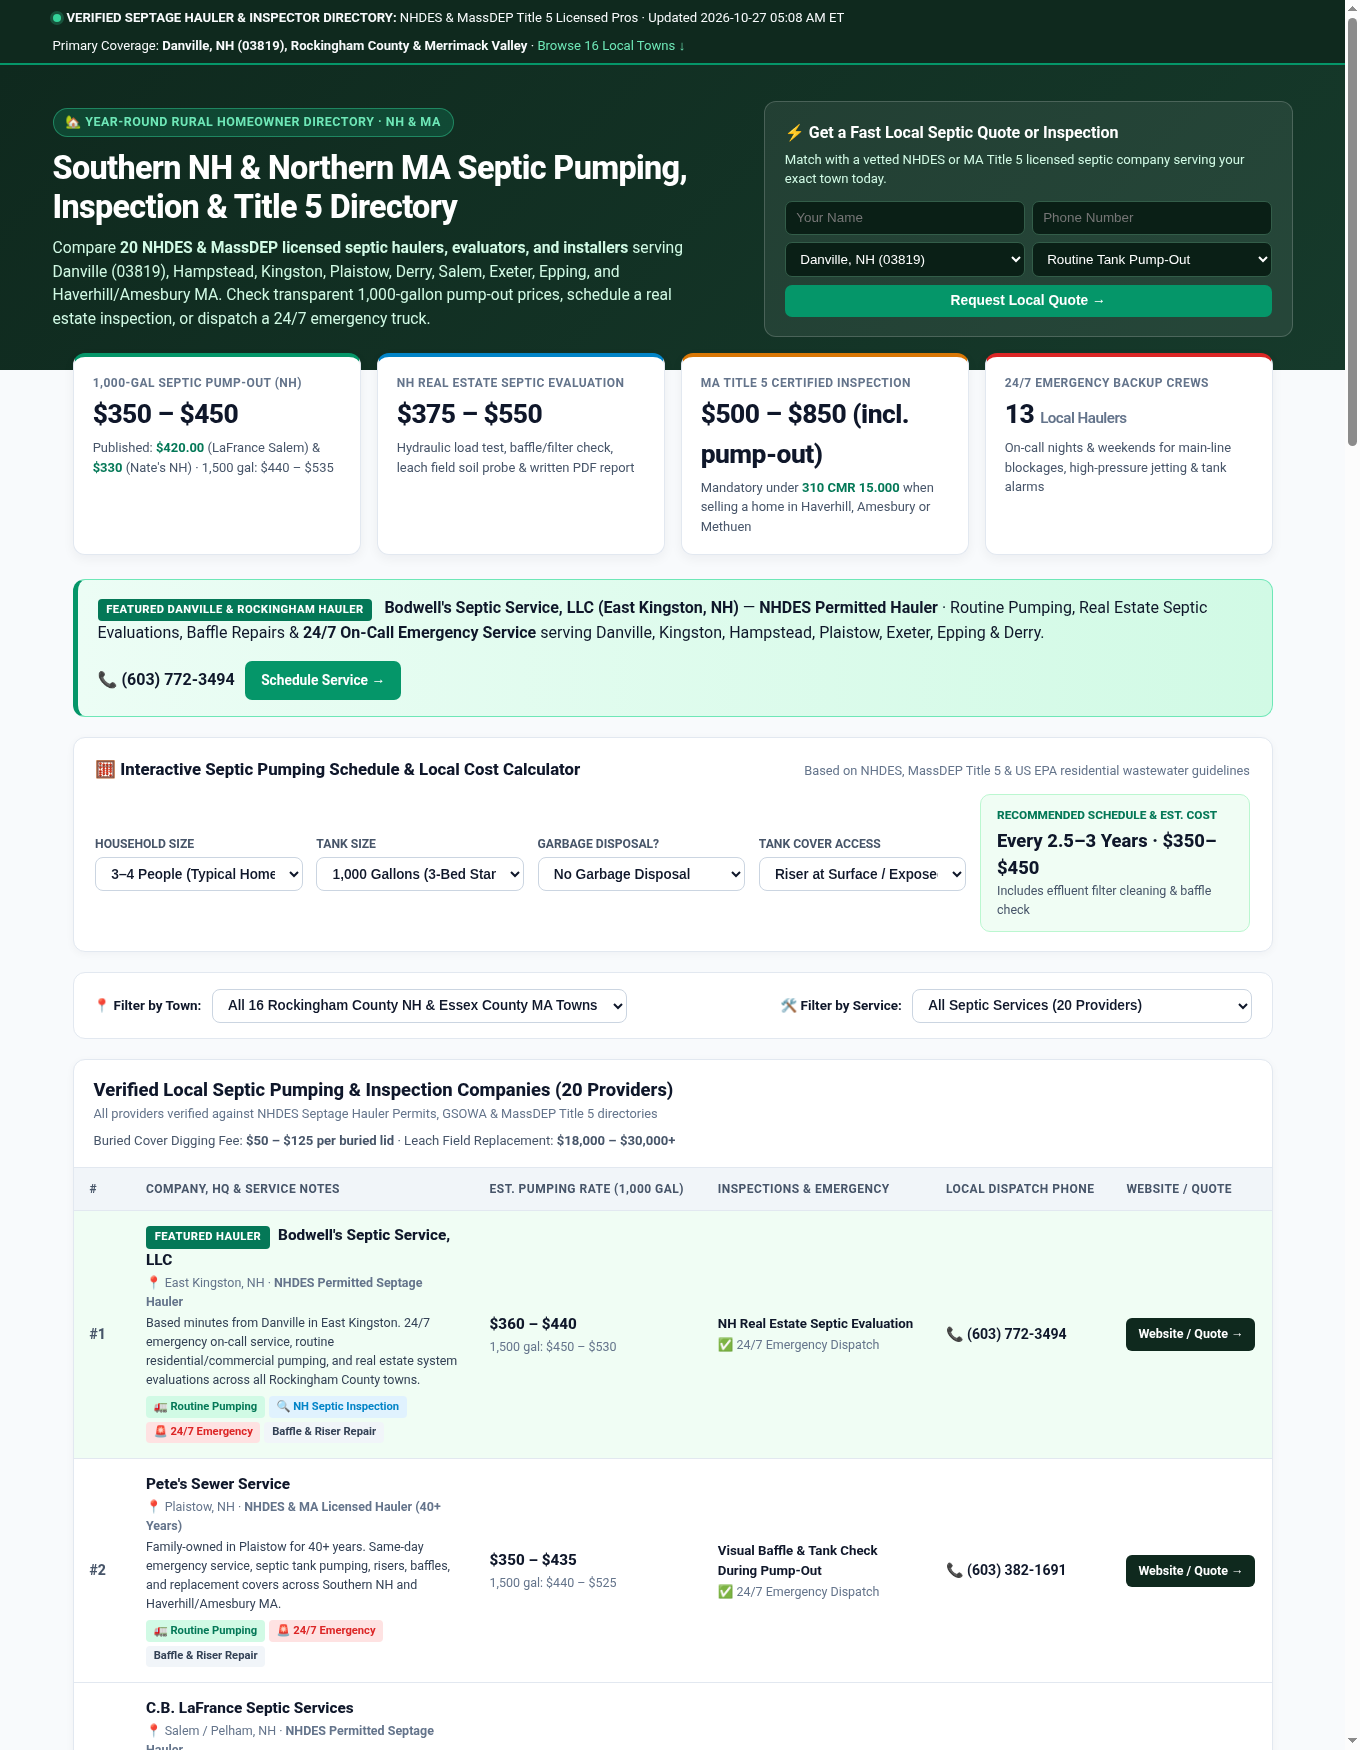 VERIFIED SEPTAGE HAULER & INSPECTOR DIRECTORY: NHDES & MassDEP Title 5 Licensed Pros · Updated 2026-10-27 05:08 AM ET
Primary Coverage: Danville, NH (03819), Rockingham County & Merrimack Valley · Browse 16 Local Towns ↓
🏡 YEAR-ROUND RURAL HOMEOWNER DIRECTORY · NH & MA
Southern NH & Northern MA Septic Pumping,
Inspection & Title 5 Directory
Compare 20 NHDES & MassDEP licensed septic haulers, evaluators, and installers serving
Danville (03819), Hampstead, Kingston, Plaistow, Derry, Salem, Exeter, Epping, and
Haverhill/Amesbury MA. Check transparent 1,000-gallon pump-out prices, schedule a real
estate inspection, or dispatch a 24/7 emergency truck.
⚡ Get a Fast Local Septic Quote or Inspection
Match with a vetted NHDES or MA Title 5 licensed septic company serving your
exact town today.
Your Name
Phone Number
Danville, NH (03819)
Routine Tank Pump-Out
Request Local Quote →
1,000-GAL SEPTIC PUMP-OUT (NH)
$350 – $450
Published: $420.00 (LaFrance Salem) &
$330 (Nate's NH) · 1,500 gal: $440 – $535
NH REAL ESTATE SEPTIC EVALUATION
$375 – $550
Hydraulic load test, baffle/filter check,
leach field soil probe & written PDF report
MA TITLE 5 CERTIFIED INSPECTION
$500 – $850 (incl.
pump-out)
Mandatory under 310 CMR 15.000 when
selling a home in Haverhill, Amesbury or
Methuen
24/7 EMERGENCY BACKUP CREWS
13 Local Haulers
On-call nights & weekends for main-line
blockages, high-pressure jetting & tank
alarms
FEATURED DANVILLE & ROCKINGHAM HAULER Bodwell's Septic Service, LLC (East Kingston, NH) — NHDES Permitted Hauler · Routine Pumping, Real Estate Septic
Evaluations, Baffle Repairs & 24/7 On-Call Emergency Service serving Danville, Kingston, Hampstead, Plaistow, Exeter, Epping & Derry.
📞 (603) 772-3494 Schedule Service →
🧮 Interactive Septic Pumping Schedule & Local Cost Calculator
Based on NHDES, MassDEP Title 5 & US EPA residential wastewater guidelines
HOUSEHOLD SIZE
3–4 People (Typical Home
TANK SIZE
1,000 Gallons (3-Bed Star
GARBAGE DISPOSAL?
No Garbage Disposal
TANK COVER ACCESS
Riser at Surface / Expose
RECOMMENDED SCHEDULE & EST. COST
Every 2.5–3 Years · $350–
$450
Includes effluent filter cleaning & baffle
check
📍 Filter by Town: All 16 Rockingham County NH & Essex County MA Towns
🛠️ Filter by Service: All Septic Services (20 Providers)
Verified Local Septic Pumping & Inspection Companies (20 Providers)
All providers verified against NHDES Septage Hauler Permits, GSOWA & MassDEP Title 5 directories
Buried Cover Digging Fee: $50 – $125 per buried lid · Leach Field Replacement: $18,000 – $30,000+
# COMPANY, HQ & SERVICE NOTES EST. PUMPING RATE (1,000 GAL) INSPECTIONS & EMERGENCY LOCAL DISPATCH PHONE WEBSITE / QUOTE
#1
FEATURED HAULER Bodwell's Septic Service,
LLC
📍 East Kingston, NH · NHDES Permitted Septage
Hauler
Based minutes from Danville in East Kingston. 24/7
emergency on-call service, routine
residential/commercial pumping, and real estate system
evaluations across all Rockingham County towns.
🚛 Routine Pumping 🔍 NH Septic Inspection
🚨 24/7 Emergency Baffle & Riser Repair
$360 – $440
1,500 gal: $450 – $530
NH Real Estate Septic Evaluation
✅ 24/7 Emergency Dispatch
📞 (603) 772-3494
Website / Quote →
#2
Pete's Sewer Service
📍 Plaistow, NH · NHDES & MA Licensed Hauler (40+
Years)
Family-owned in Plaistow for 40+ years. Same-day
emergency service, septic tank pumping, risers, baffles,
and replacement covers across Southern NH and
Haverhill/Amesbury MA.
🚛 Routine Pumping 🚨 24/7 Emergency
Baffle & Riser Repair
$350 – $435
1,500 gal: $440 – $525
Visual Baffle & Tank Check
During Pump-Out
✅ 24/7 Emergency Dispatch
📞 (603) 382-1691
Website / Quote →
C.B. LaFrance Septic Services
📍 Salem / Pelham, NH · NHDES Permitted Septage
Hauler